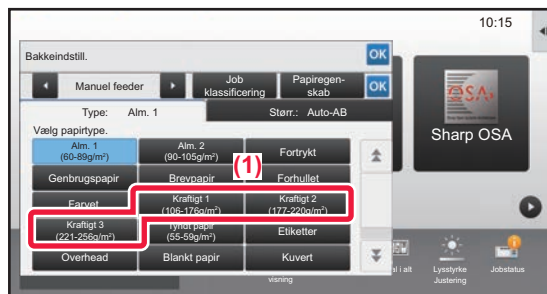 10:15
Bakkeindstill.
OK
Manuel feeder
Job klassificering
Papiregen-
skab
OK
Type: Alm. 1
Størr.: Auto-AB
Vælg papirtype.
Alm. 1
(60-89g/m²)
Alm. 2
(90-105g/m²)
Fortrykt
(1)
Genbrugspapir
Brevpapir
Forhullet
Farvet
Kraftigt 1
(106-176g/m²)
Kraftigt 2
(177-220g/m²)
Kraftigt 3
(221-256g/m²)
Tyndt papir
(55-59g/m²)
Etiketter
Overhead
Blankt papir
Kuvert
OSA
Sharp OSA
visning
al i alt
Lysstyrke
Justering
Jobstatus